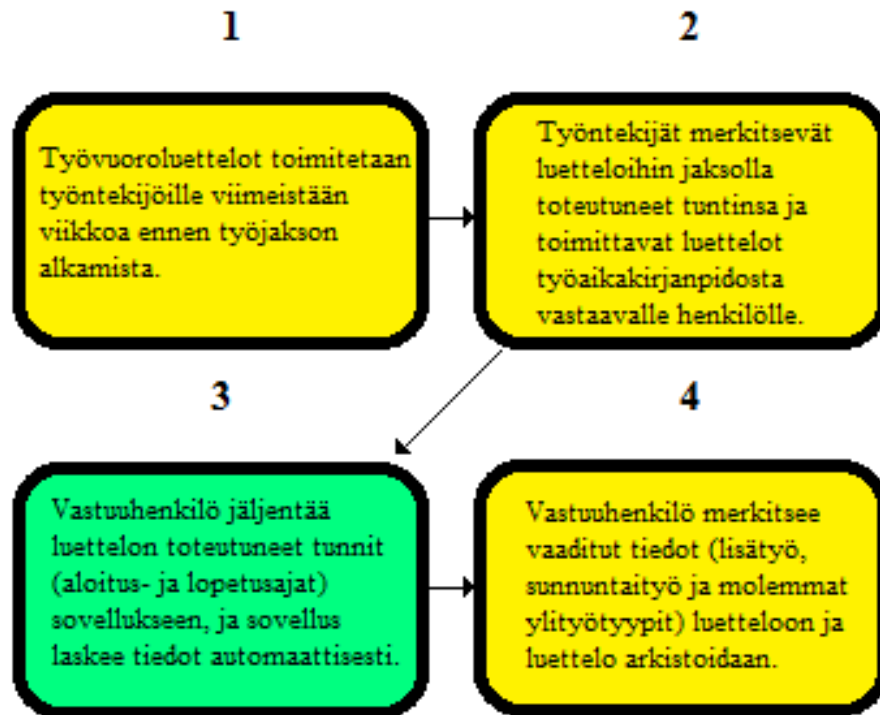 1
Työvuoroluettelot toimitetaan
työntekijöille viimeistään
viikkoa ennen työjakson
alkamista.
2
Työntekijät merkitsevät
luetteloihin jaksolla
toteutuneet tuntinsa ja
toimittavat luettelot
työaikakirjanpidosta
vastaavalle henkilölle.
3
Vastuuhenkilö jäljentää
luettelon toteutuneet tunnit
(aloitus- ja lopetusajat)
sovellukseen, ja sovellus
laskee tiedot automaattisesti.
4
Vastuuhenkilö merkitsee
vaaditut tiedot (lisätyö,
sunnuntaityö ja molemmat
ylityötyypit) luetteloon ja
luettelo arkistoidaan.